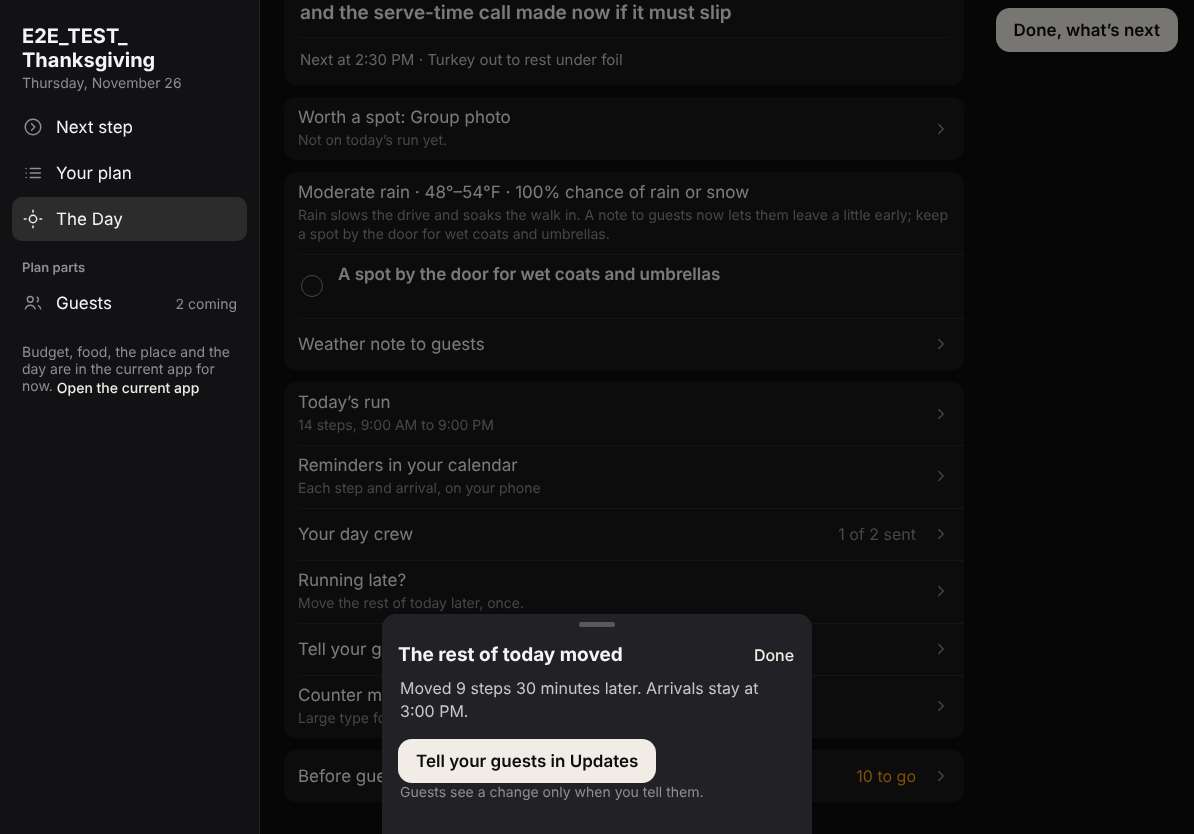 E2E_TEST_
Thanksgiving
Thursday, November 26
Next step
Your plan
The Day
Plan parts
Guests
2 coming
Budget, food, the place and the
day are in the current app for
now. Open the current app
and the serve-time call made now if it must slip
Next at 2:30 PM · Turkey out to rest under foil
Done, what's next
Worth a spot: Group photo
Not on today's run yet.
Moderate rain · 48°–54°F · 100% chance of rain or snow
Rain slows the drive and soaks the walk in. A note to guests now lets them leave a little early; keep
a spot by the door for wet coats and umbrellas.
A spot by the door for wet coats and umbrellas
Weather note to guests
Today's run
14 steps, 9:00 AM to 9:00 PM
Reminders in your calendar
Each step and arrival, on your phone
Your day crew
1 of 2 sent
Running late?
Move the rest of today later, once.
Tell your g
Counter m
Large type fo
Before gue
10 to go
The rest of today moved
Done
Moved 9 steps 30 minutes later. Arrivals stay at
3:00 PM.
Tell your guests in Updates
Guests see a change only when you tell them.